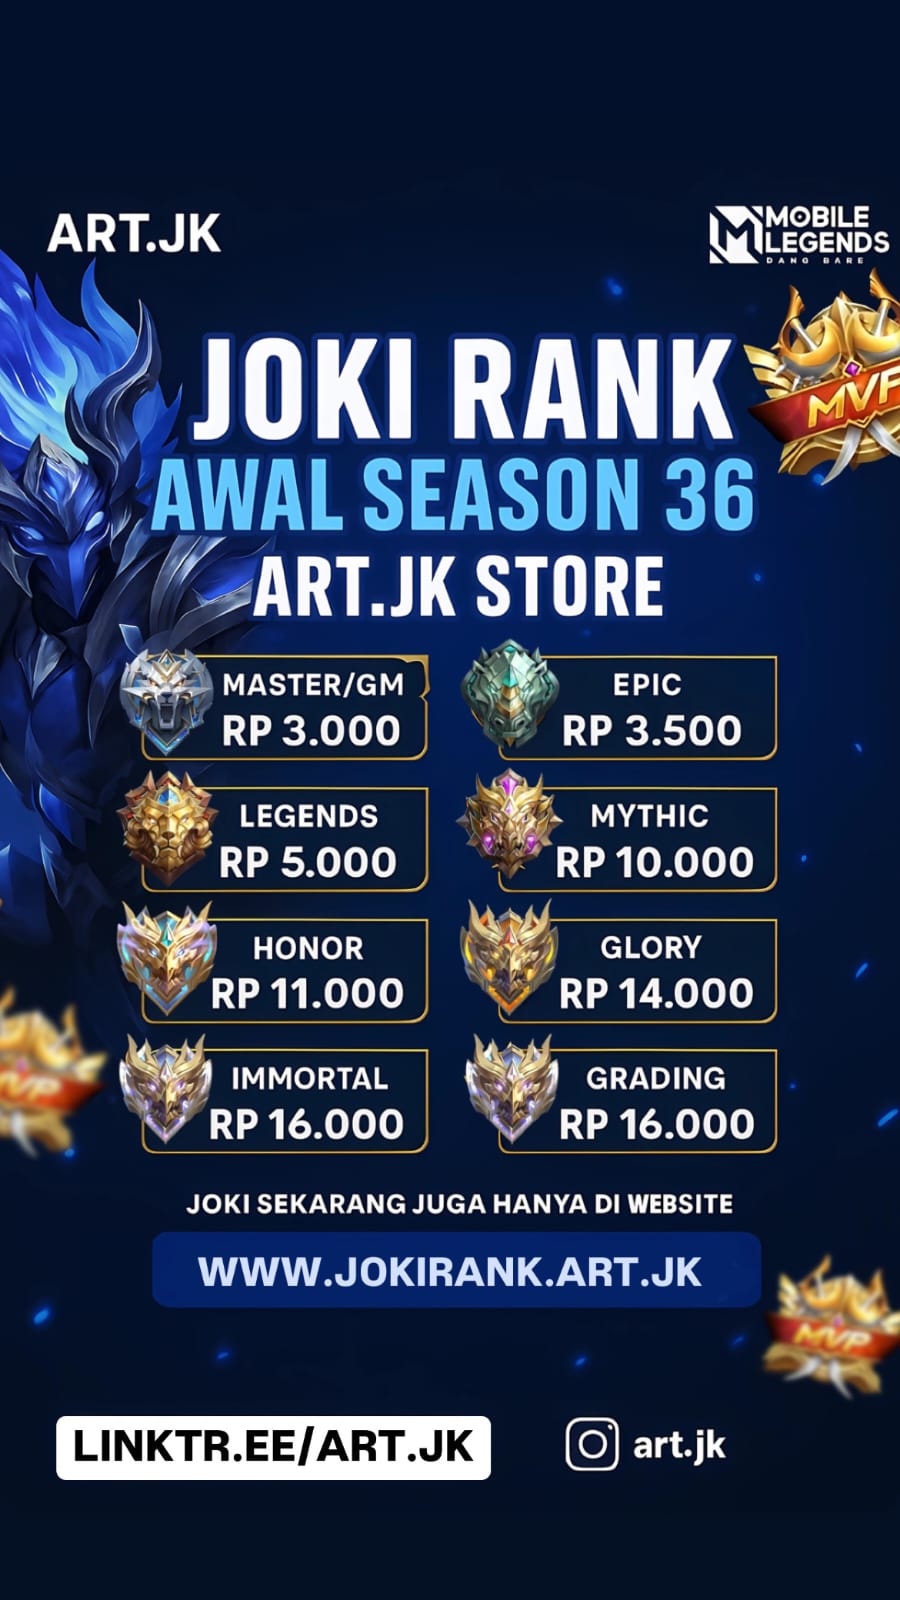 ART.JK
MOBILE
LEGENDS
DANG BARE
MVP
JOKI RANK
AWAL SEASON 36
ART.JK STORE
MASTER/GM
RP 3.000
EPIC
RP 3.500
LEGENDS
RP 5.000
MYTHIC
RP 10.000
HONOR
RP 11.000
GLORY
RP 14.000
IMMORTAL
RP 16.000
GRADING
RP 16.000
MVP
JOKI SEKARANG JUGA HANYA DI WEBSITE
WWW.JOKIRANK.ART.JK
MVP
LINKTR.EE/ART.JK
art.jk